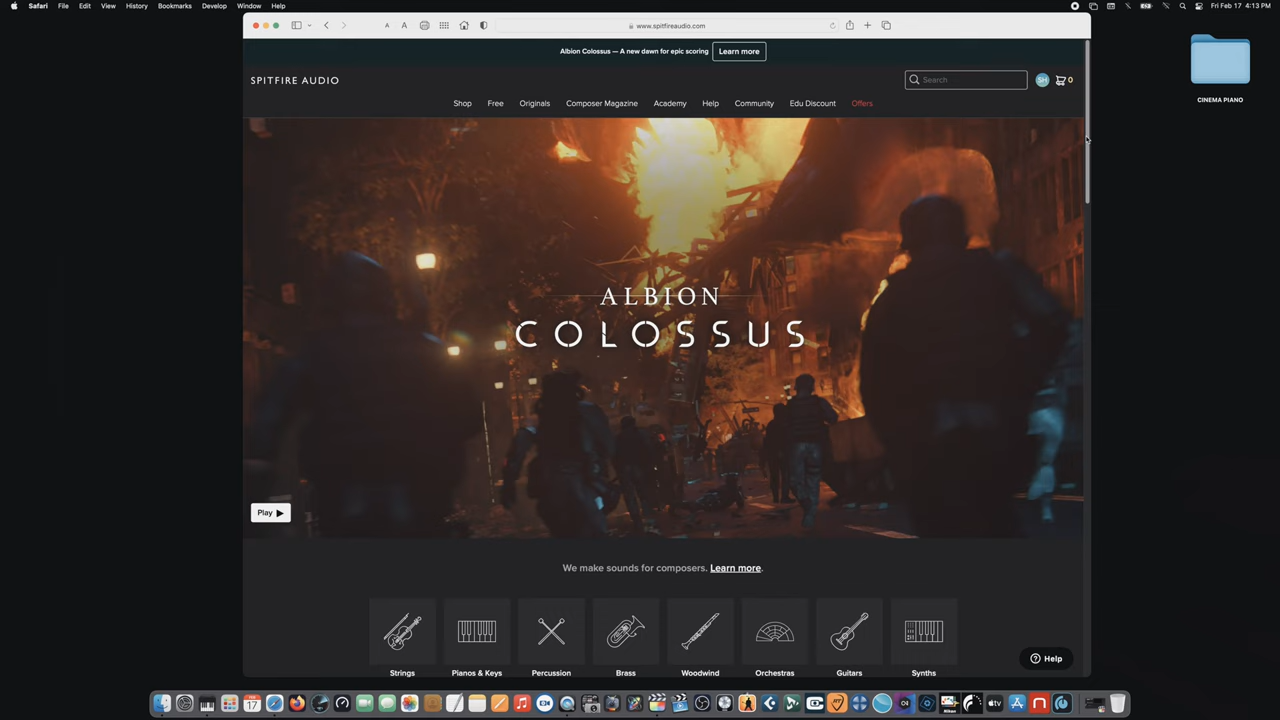 Safari File Edit View History Bookmarks Develop Window Help
Fri Feb 17 4:13 PM
A A
www.spitfireaudio.com
Albion Colossus — A new dawn for epic scoring Learn more
SPITFIRE AUDIO
Search
SH
0
Shop Free Originals Composer Magazine Academy Help Community Edu Discount Offers
CINEMA PIANO
ALBION
COLOSSUS
Play
We make sounds for composers. Learn more.
Strings Pianos & Keys Percussion Brass Woodwind Orchestras Guitars Synths
Help